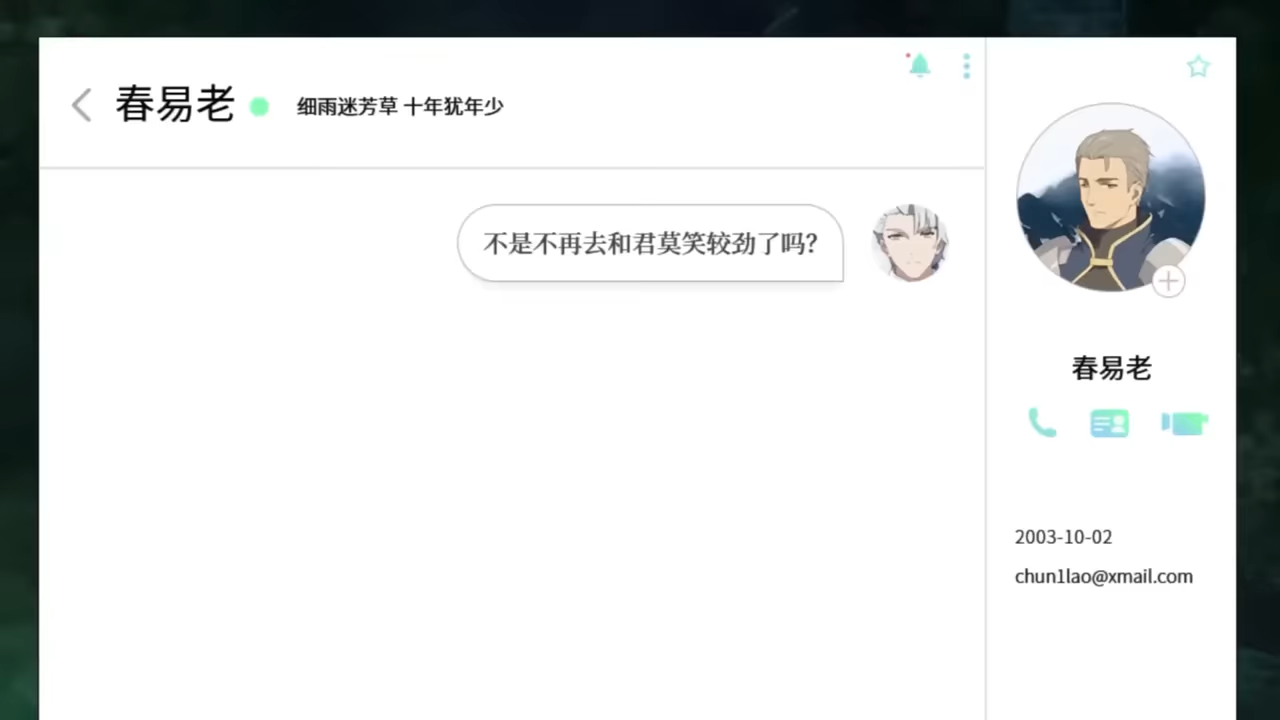 春易老
细雨迷芳草 十年犹年少
不是不再去和君莫笑较劲了吗？
春易老
2003-10-02
chun1lao@xmail.com